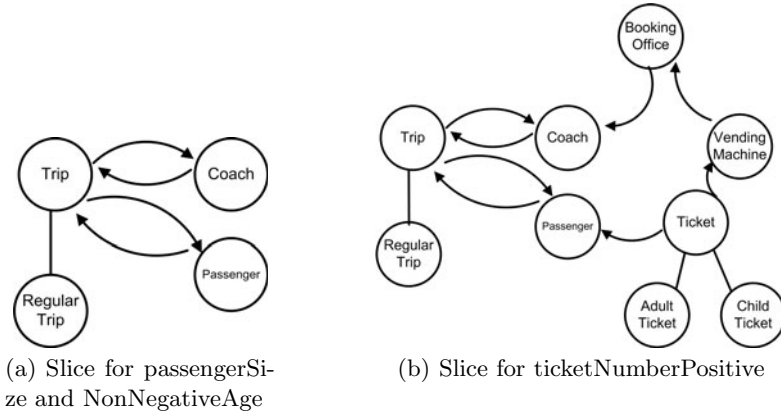 Trip
Coach
Passenger
Regular
Trip
(a) Slice for passengerSi-
ze and NonNegativeAge
Booking
Office
Trip
Coach
Vending
Machine
Passenger
Ticket
Regular
Trip
Adult
Ticket
Child
Ticket
(b) Slice for ticketNumberPositive